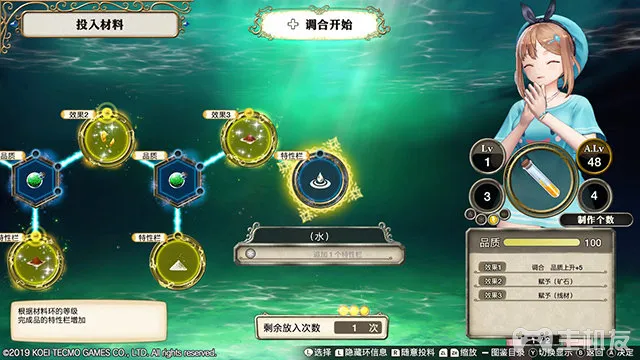 投入材料
调合开始
效果2
效果3
品质
品质
特性栏
特性栏
特性栏
(水)
追加1个特性栏
Lv
1
A.Lv
48
3
4
制作个数
品质
100
效果1 调合 品质上升+5
效果2 赋予(矿石)
效果3 赋予(线材)
根据材料环的等级
完成品的特性栏增加
剩余放入次数 1 次
©2019 KOEI TECMO GAMES CO., LTD. All rights reserved.
C 选择 L 隐藏环信息 R 随意投料 &R 缩放 − 图鉴目录 Y 切换显示 B 返回
主机友